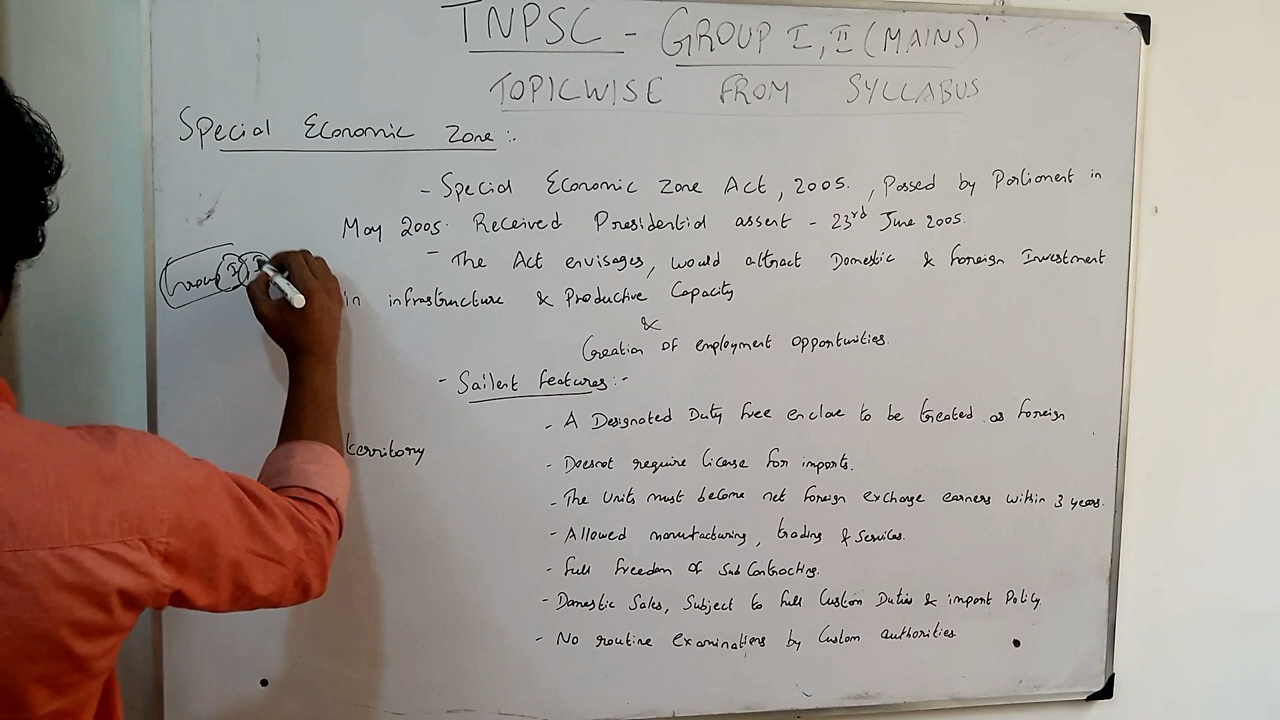 TNPSC - GROUP I, II (MAINS)
TOPICWISE FROM SYLLABUS
Special Economic Zone :-
- Special Economic Zone Act, 2005. , Passed by Parliament in
May 2005. Received Presidential assent - 23rd June 2005.
- The Act envisages, would attract Domestic & foreign Investment
in infrastructure & Productive Capacity
&
Creation of employment opportunities.
- Sailent features :-
- A Designated Duty free enclave to be treated as foreign
territory
- Doesnot require license for imports.
- The Units must become net foreign exchange earners within 3 years.
- Allowed manufacturing, trading & services.
- Full freedom of Sub Contracting.
- Domestic Sales, Subject to full Custom Duties & import Policy.
- No routine examinations by Custom authorities
Group I